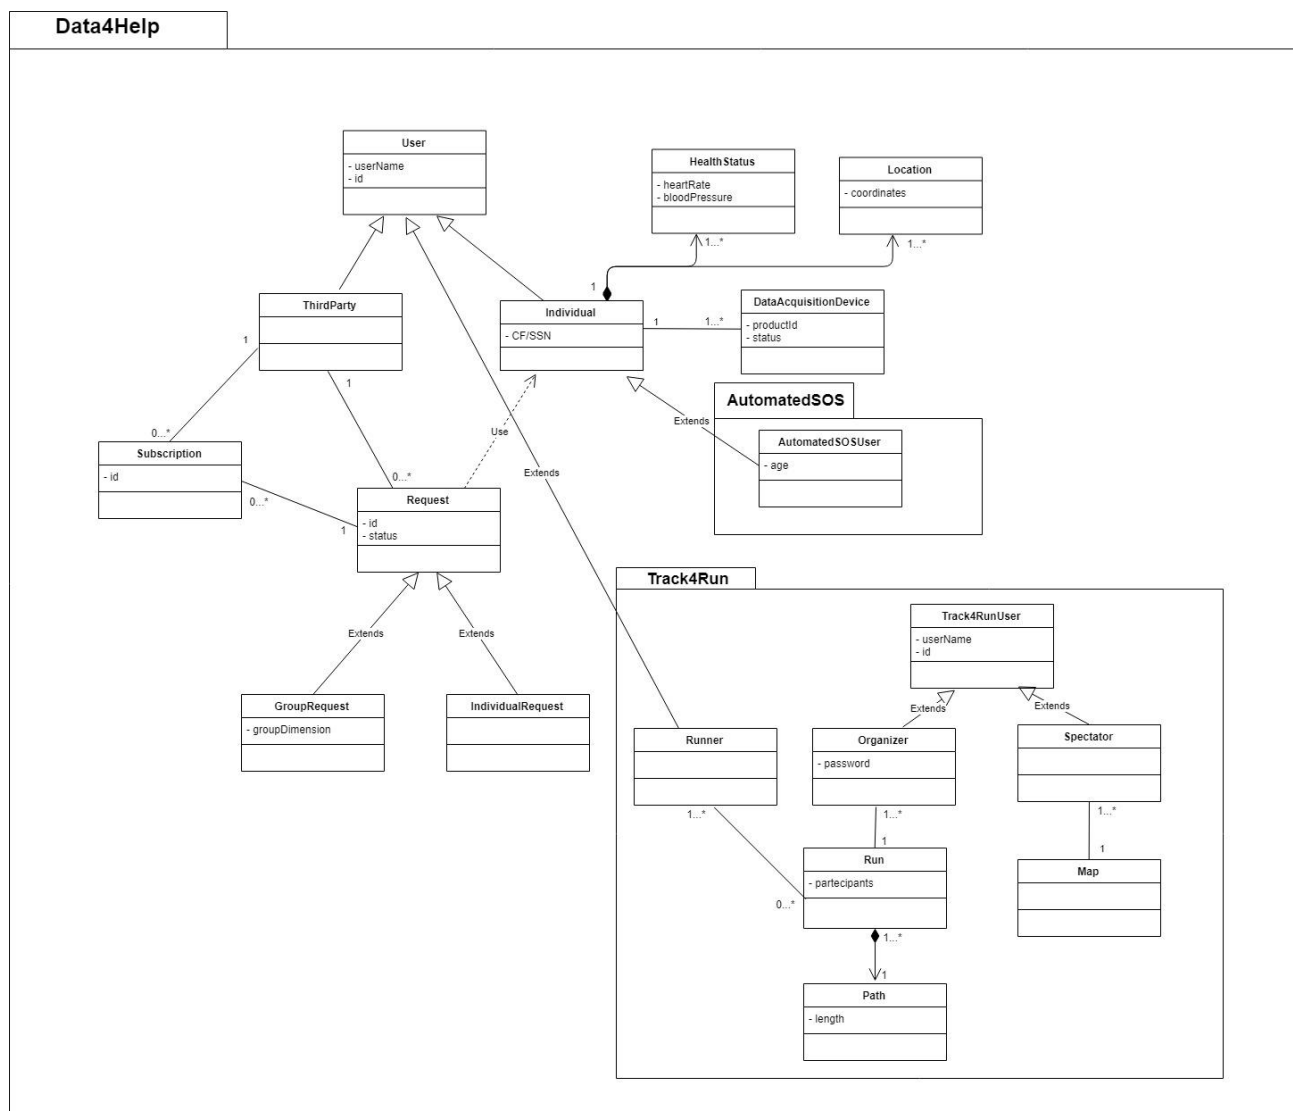 Data4Help
User
- userName
- id
HealthStatus
- heartRate
- bloodPressure
Location
- coordinates
1...*
1...*
1
ThirdParty
Individual
- CF/SSN
1
1...*
DataAcquisitionDevice
- productId
- status
1
1
AutomatedSOS
Extends
AutomatedSOSUser
- age
Use
0...*
Subscription
- id
Extends
0...*
0...*
1
Request
- id
- status
Track4Run
Track4RunUser
- userName
- id
Extends
Extends
Extends
Extends
GroupRequest
- groupDimension
IndividualRequest
Runner
Organizer
- password
Spectator
1...*
1...*
1...*
1
1
Run
- partecipants
Map
0...*
1...*
1
Path
- length